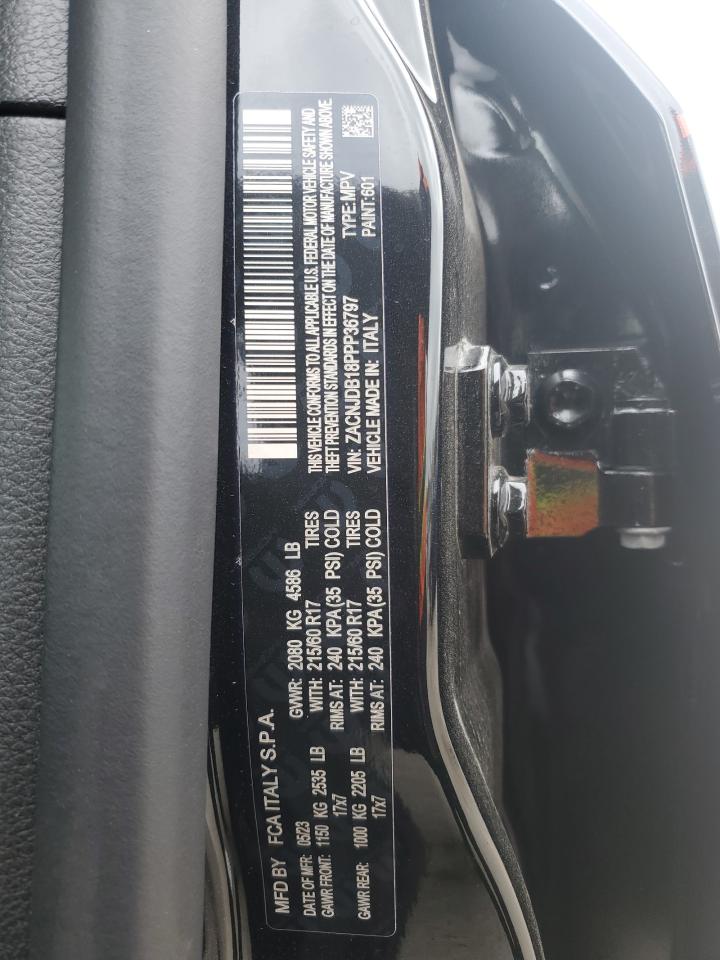 MFD BY FCA ITALY S.P.A.
DATE OF MFR: 05/23 GVWR: 2080 KG 4586 LB
GAWR FRONT: 1150 KG 2535 LB WITH: 215/60 R17 TIRES
17x7 RIMS AT: 240 KPA(35 PSI) COLD
GAWR REAR: 1000 KG 2205 LB WITH: 215/60 R17 TIRES
17x7 RIMS AT: 240 KPA(35 PSI) COLD
THIS VEHICLE CONFORMS TO ALL APPLICABLE U.S. FEDERAL MOTOR VEHICLE SAFETY AND
THEFT PREVENTION STANDARDS IN EFFECT ON THE DATE OF MANUFACTURE SHOWN ABOVE
VIN: ZACNJDB18PPP36797 TYPE:MPV
VEHICLE MADE IN: ITALY PAINT:601